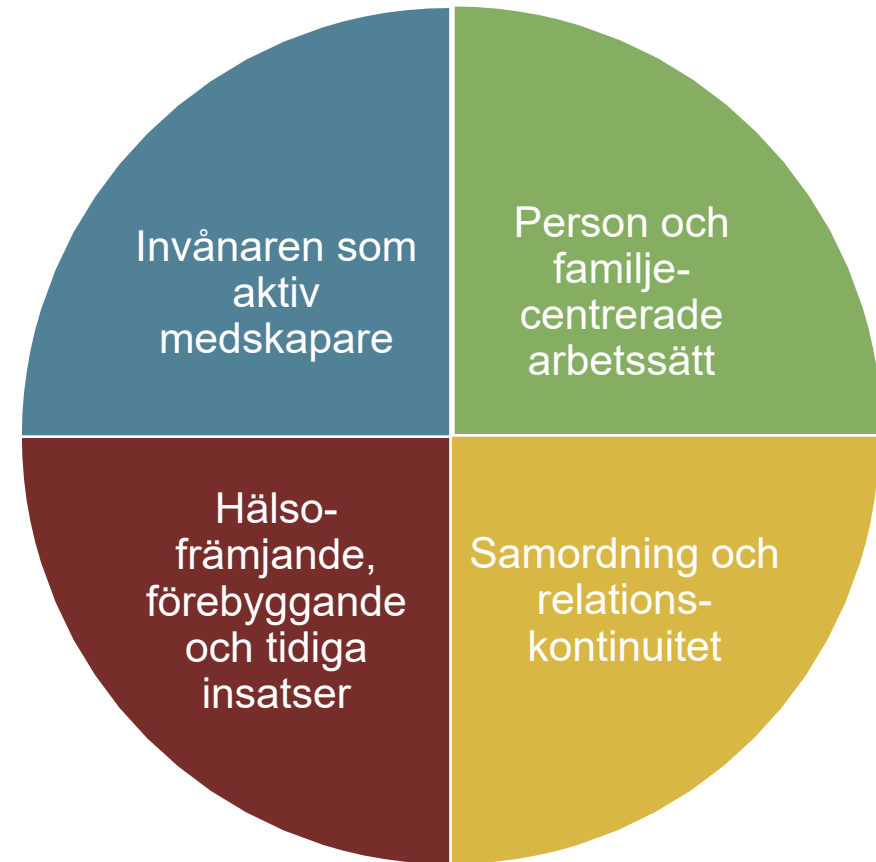 Invånaren som
aktiv
medskapare
Person och
familje-
centrerade
arbetssätt
Hälso-
främjande,
förebyggande
och tidiga
insatser
Samordning och
relations-
kontinuitet